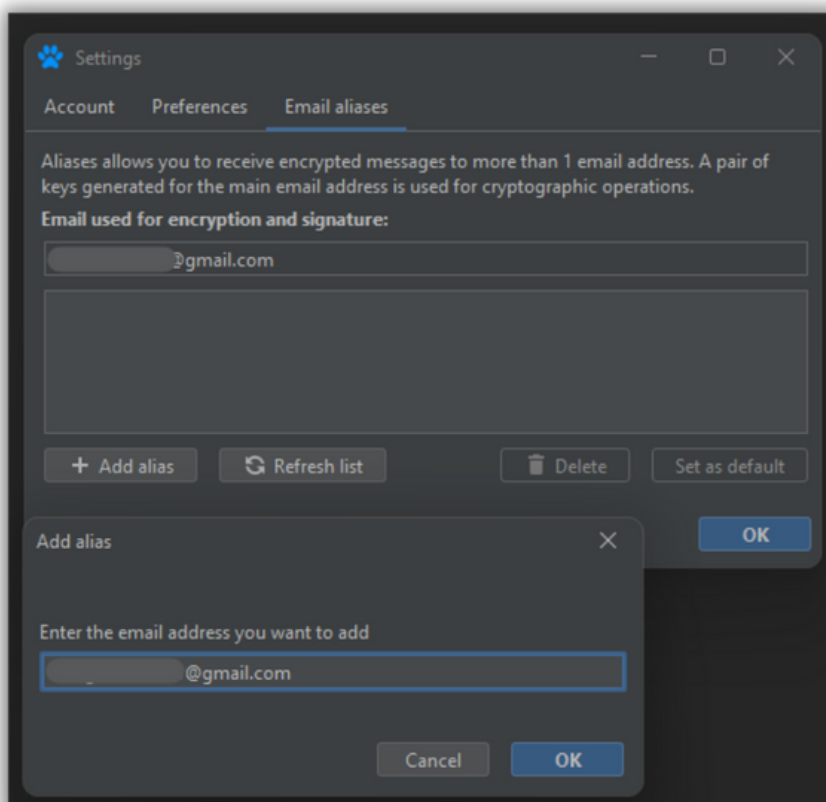 Settings
Account Preferences Email aliases
Aliases allows you to receive encrypted messages to more than 1 email address. A pair of
keys generated for the main email address is used for cryptographic operations.
Email used for encryption and signature:
@gmail.com
+ Add alias Refresh list Delete Set as default
OK
Add alias
Enter the email address you want to add
@gmail.com
Cancel OK